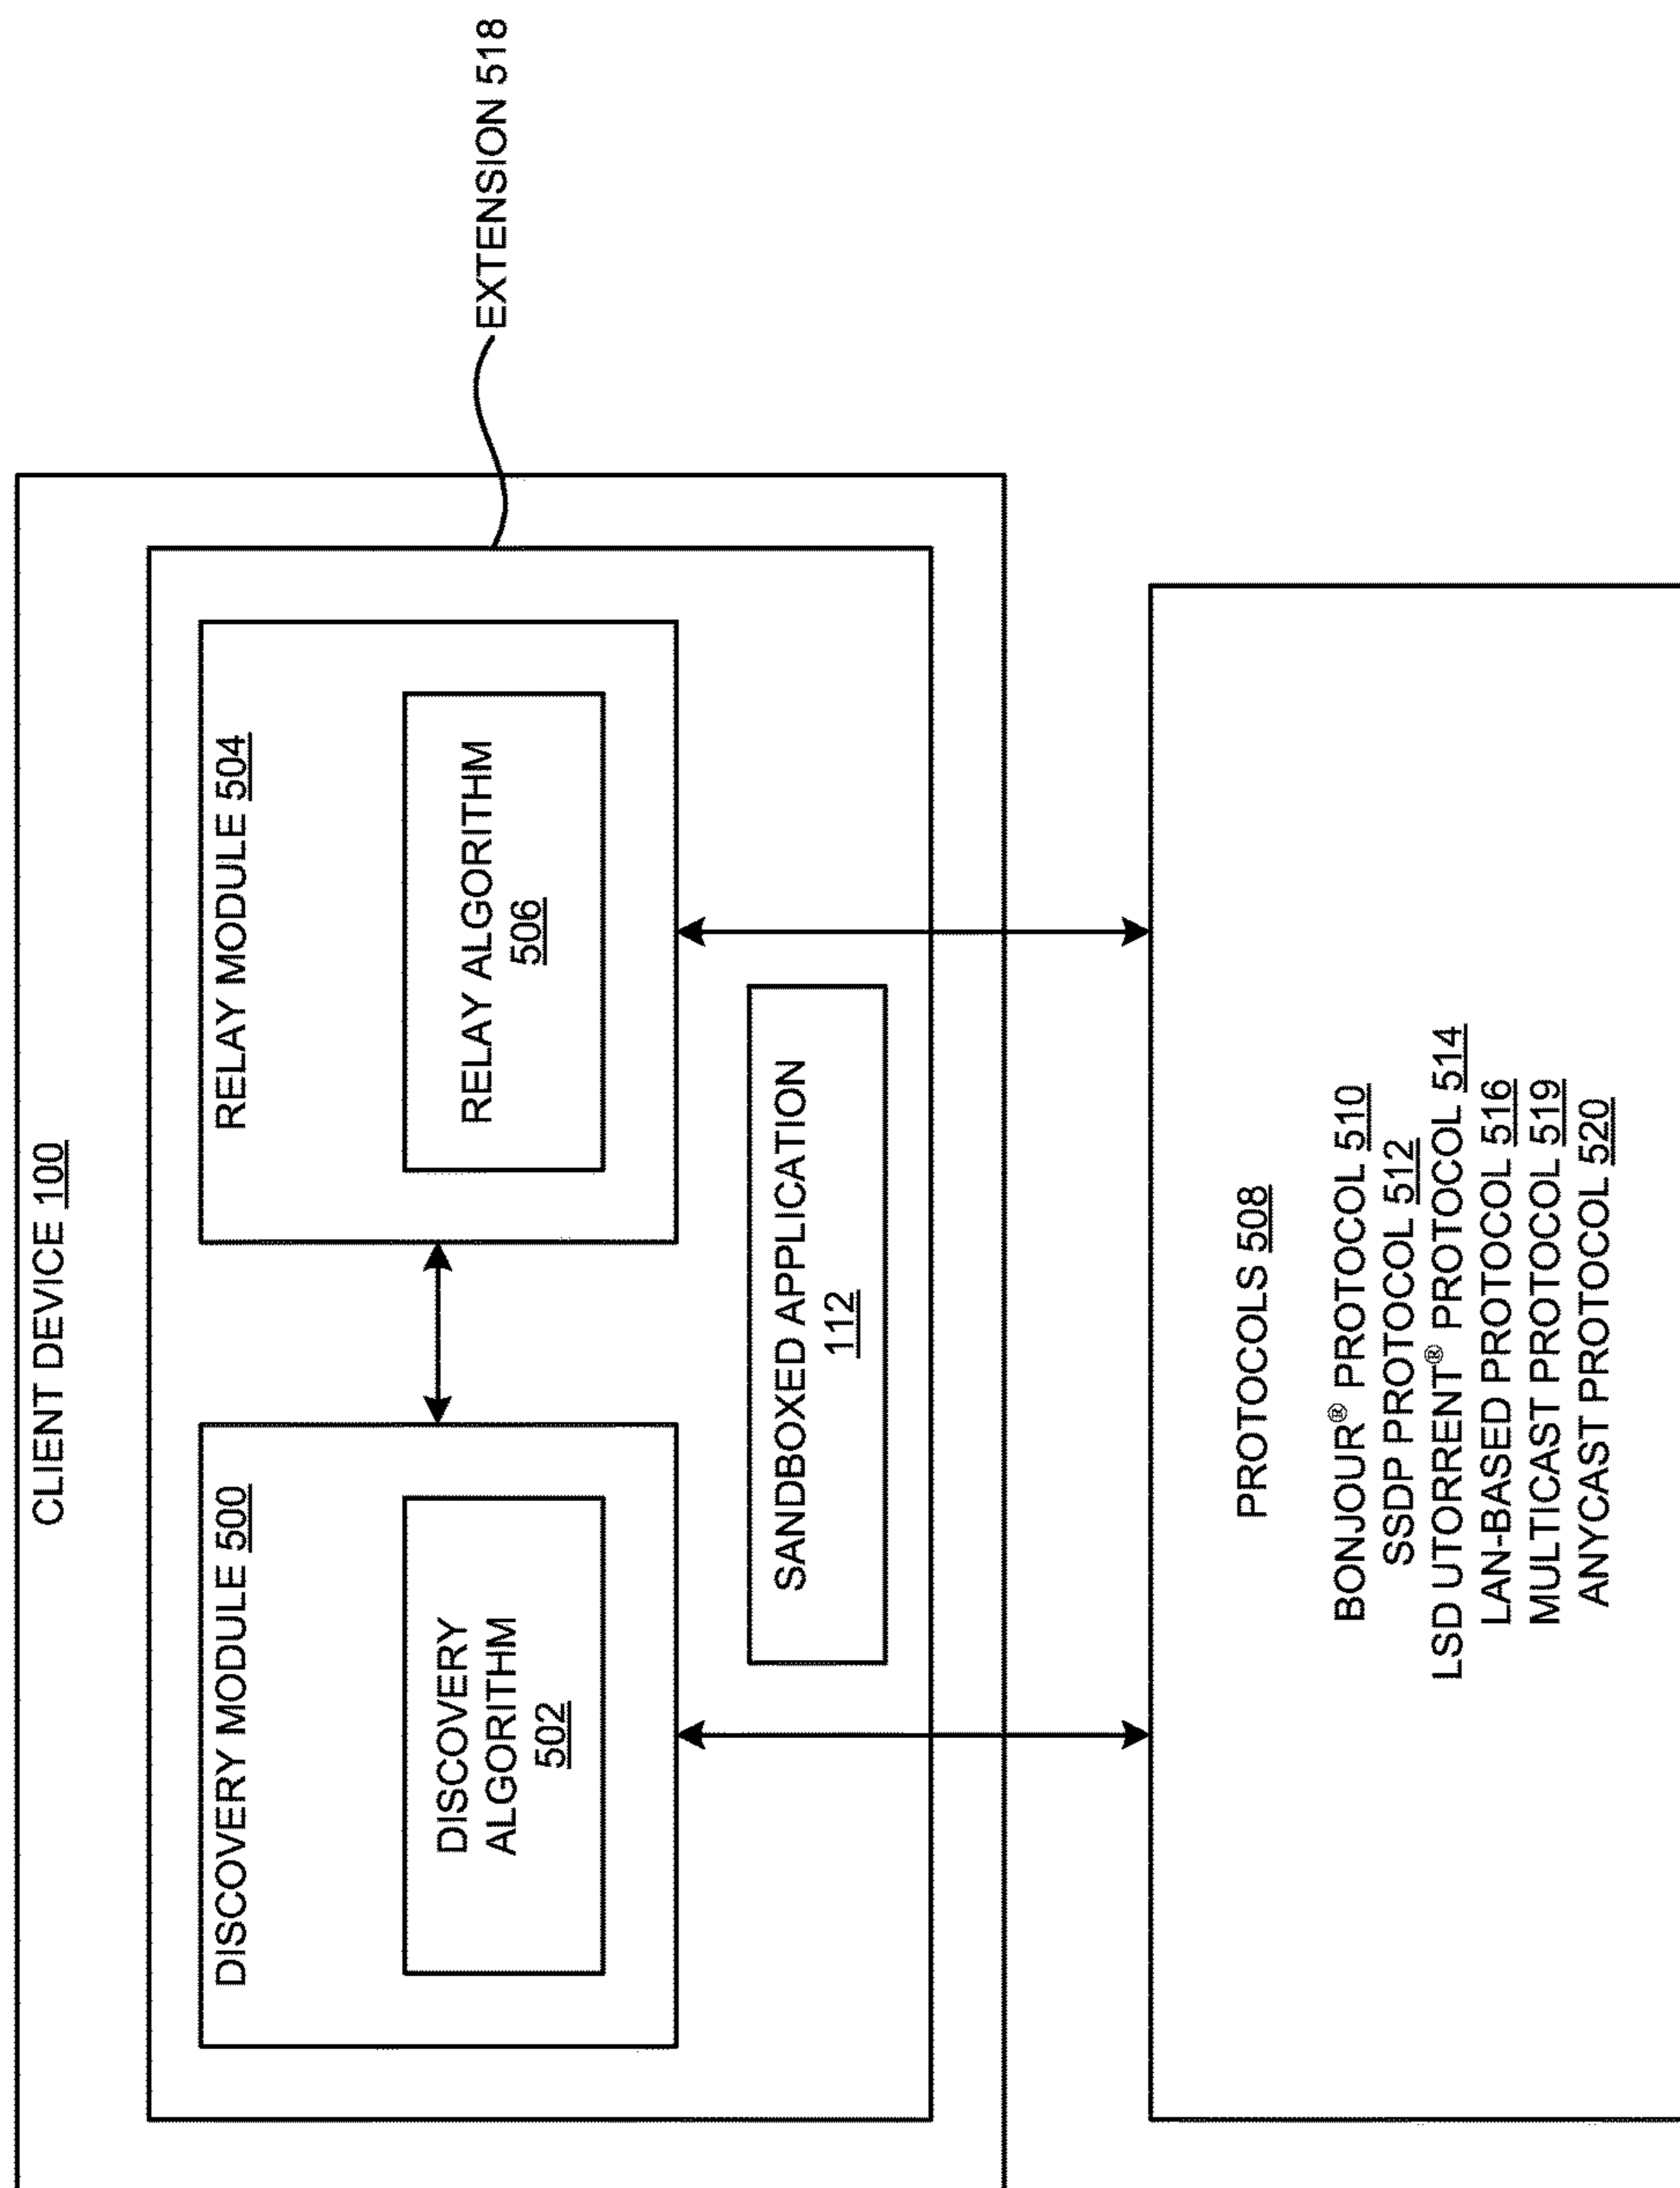 CLIENT DEVICE 100
DISCOVERY MODULE 500
DISCOVERY
ALGORITHM
502
RELAY MODULE 504
RELAY ALGORITHM
506
SANDBOXED APPLICATION
112
EXTENSION 518
PROTOCOLS 508
BONJOUR® PROTOCOL 510
SSDP PROTOCOL 512
LSD UTORRENT® PROTOCOL 514
LAN-BASED PROTOCOL 516
MULTICAST PROTOCOL 519
ANYCAST PROTOCOL 520